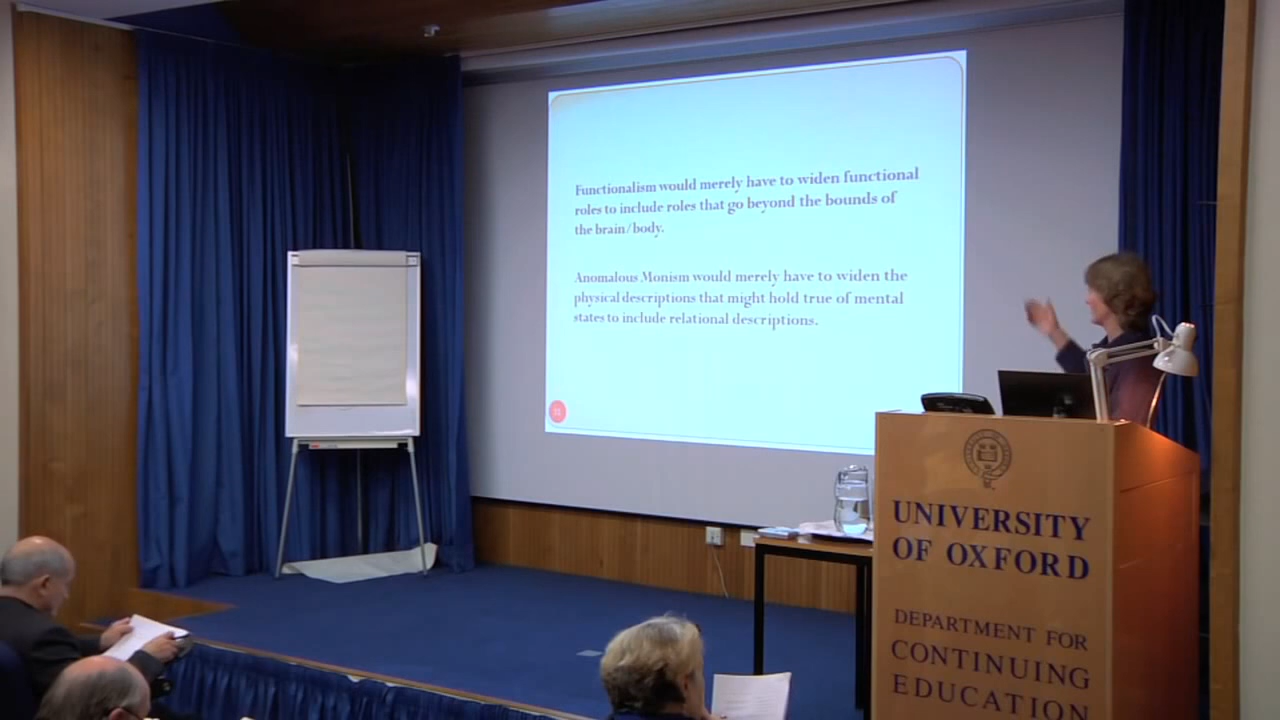 Functionalism would merely have to widen functional
roles to include roles that go beyond the bounds of
the brain/body.
Anomalous Monism would merely have to widen the
physical descriptions that might hold true of mental
states to include relational descriptions.
UNIVERSITY
OF OXFORD
DEPARTMENT FOR
CONTINUING
EDUCATION